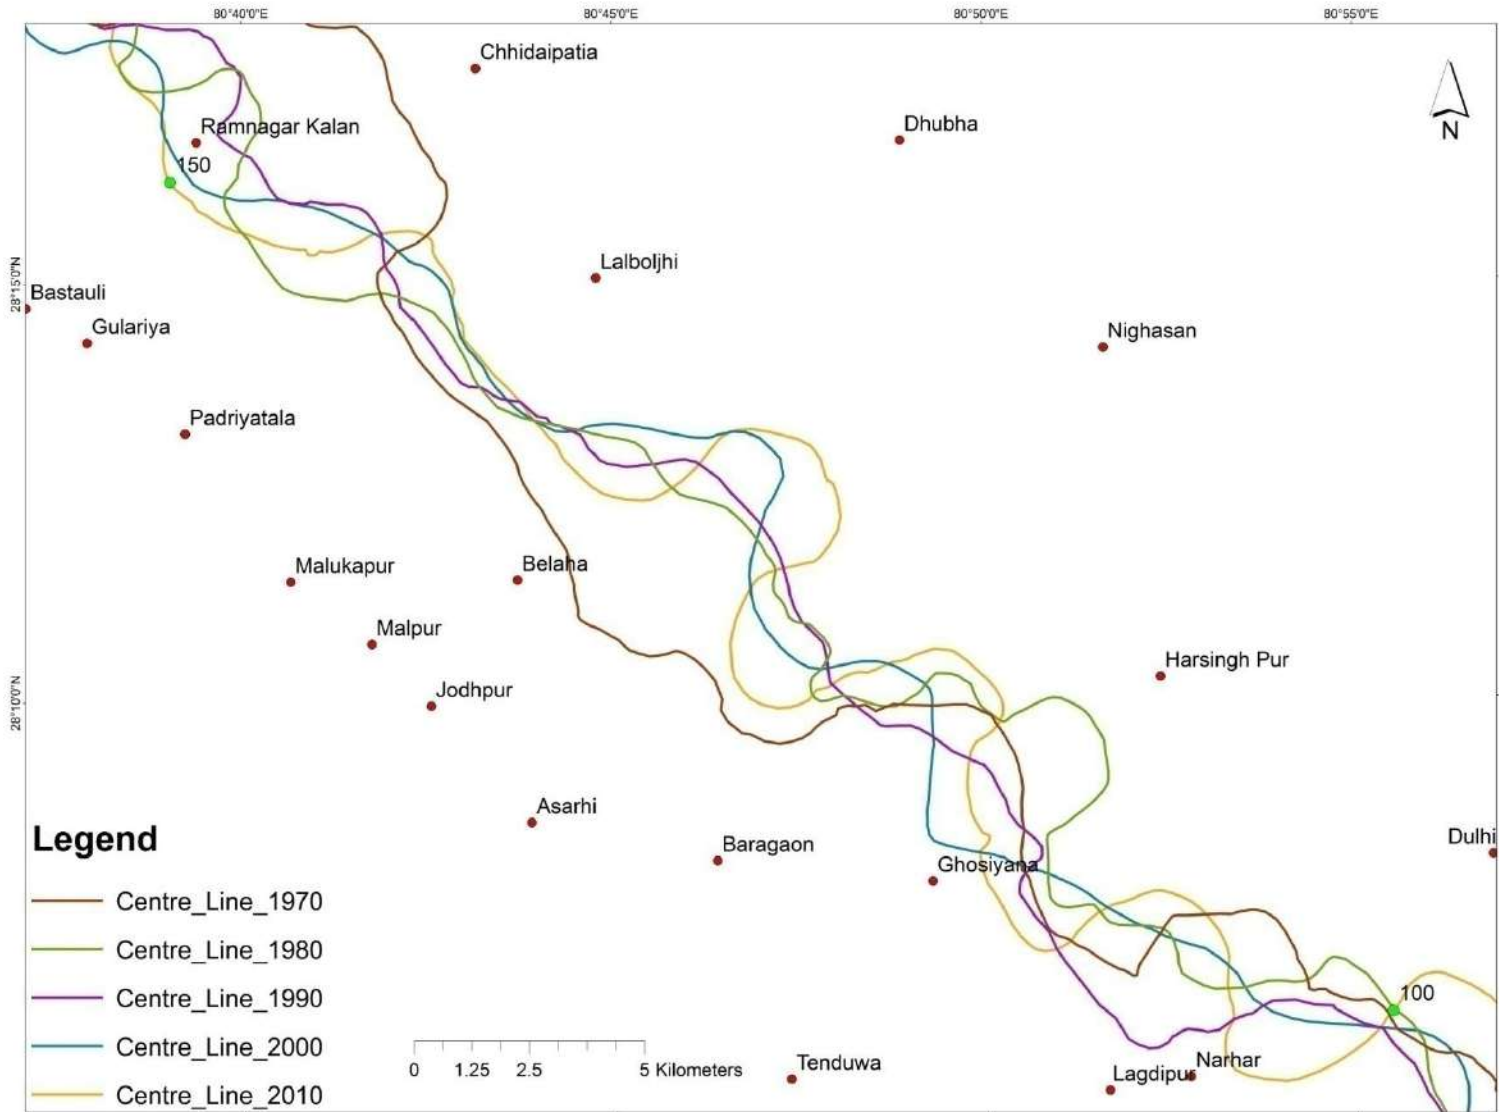 80°40'0"E 80°45'0"E 80°50'0"E 80°55'0"E
Chhidaipatia
Dhubha
Ramnagar Kalan
N
150
Lalboljhi
28°15'0"N
Bastauli
Gulariya
Nighasan
Padriyatala
Malukapur
Belaha
Malpur
Harsingh Pur
Jodhpur
28°10'0"N
Asarhi
Baragaon
Dulhi
Legend
Ghosiyana
Centre_Line_1970
Centre_Line_1980
Centre_Line_1990
100
Centre_Line_2000
Narhar
Tenduwa
Lagdipur
0 1.25 2.5 5 Kilometers
Centre_Line_2010